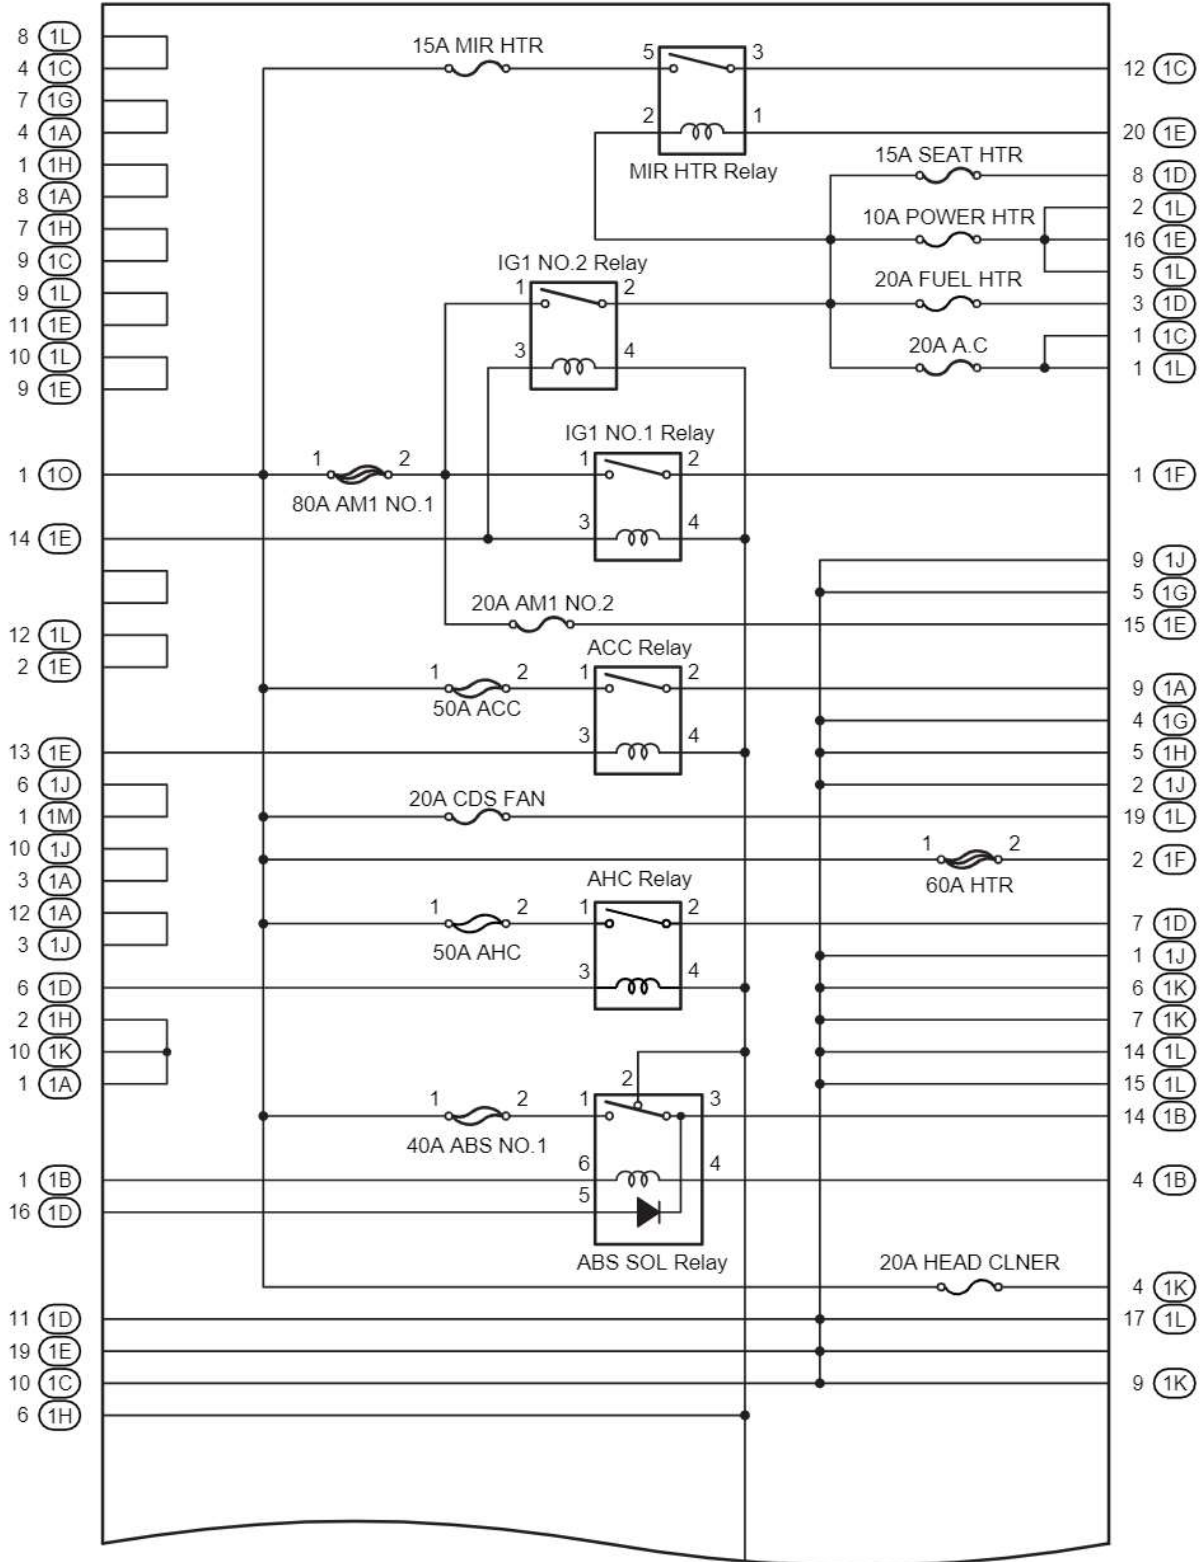 8 1L
15A MIR HTR
5 3
4 1C
12 1C
7 1G
2 1
4 1A
20 1E
15A SEAT HTR
1 1H
MIR HTR Relay
8 1D
8 1A
2 1L
10A POWER HTR
7 1H
16 1E
9 1C
IG1 NO.2 Relay
5 1L
20A FUEL HTR
1 2
9 1L
3 1D
11 1E
1 1C
20A A.C
3 4
10 1L
1 1L
9 1E
IG1 NO.1 Relay
1 2
1 2
1 1O
1 1F
80A AM1 NO.1
3 4
14 1E
9 1J
5 1G
20A AM1 NO.2
15 1E
12 1L
ACC Relay
2 1E
1 2
1 2
9 1A
50A ACC
4 1G
3 4
13 1E
5 1H
6 1J
2 1J
20A CDS FAN
1 1M
19 1L
10 1J
1 2
2 1F
3 1A
AHC Relay
60A HTR
12 1A
1 2
1 2
7 1D
3 1J
50A AHC
1 1J
3 4
6 1D
6 1K
2 1H
7 1K
10 1K
14 1L
2
1 1A
15 1L
1 2
1 3
14 1B
40A ABS NO.1
6 4
1 1B
4 1B
5
16 1D
ABS SOL Relay
20A HEAD CLNER
4 1K
11 1D
17 1L
19 1E
10 1C
9 1K
6 1H